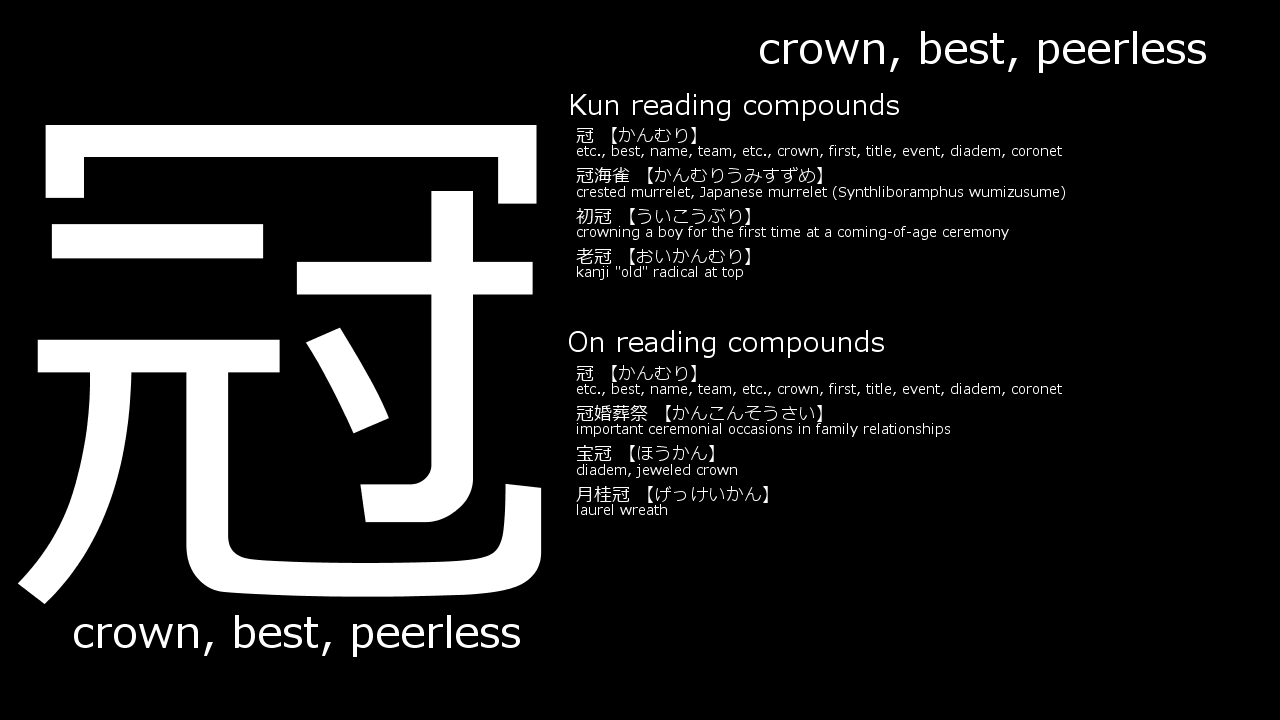 crown, best, peerless
冠
crown, best, peerless
Kun reading compounds
冠 【かんむり】
etc., best, name, team, etc., crown, first, title, event, diadem, coronet
冠海雀 【かんむりうみすずめ】
crested murrelet, Japanese murrelet (Synthliboramphus wumizusume)
初冠 【ういこうぶり】
crowning a boy for the first time at a coming-of-age ceremony
老冠 【おいかんむり】
kanji "old" radical at top
On reading compounds
冠 【かんむり】
etc., best, name, team, etc., crown, first, title, event, diadem, coronet
冠婚葬祭 【かんこんそうさい】
important ceremonial occasions in family relationships
宝冠 【ほうかん】
diadem, jeweled crown
月桂冠 【げっけいかん】
laurel wreath